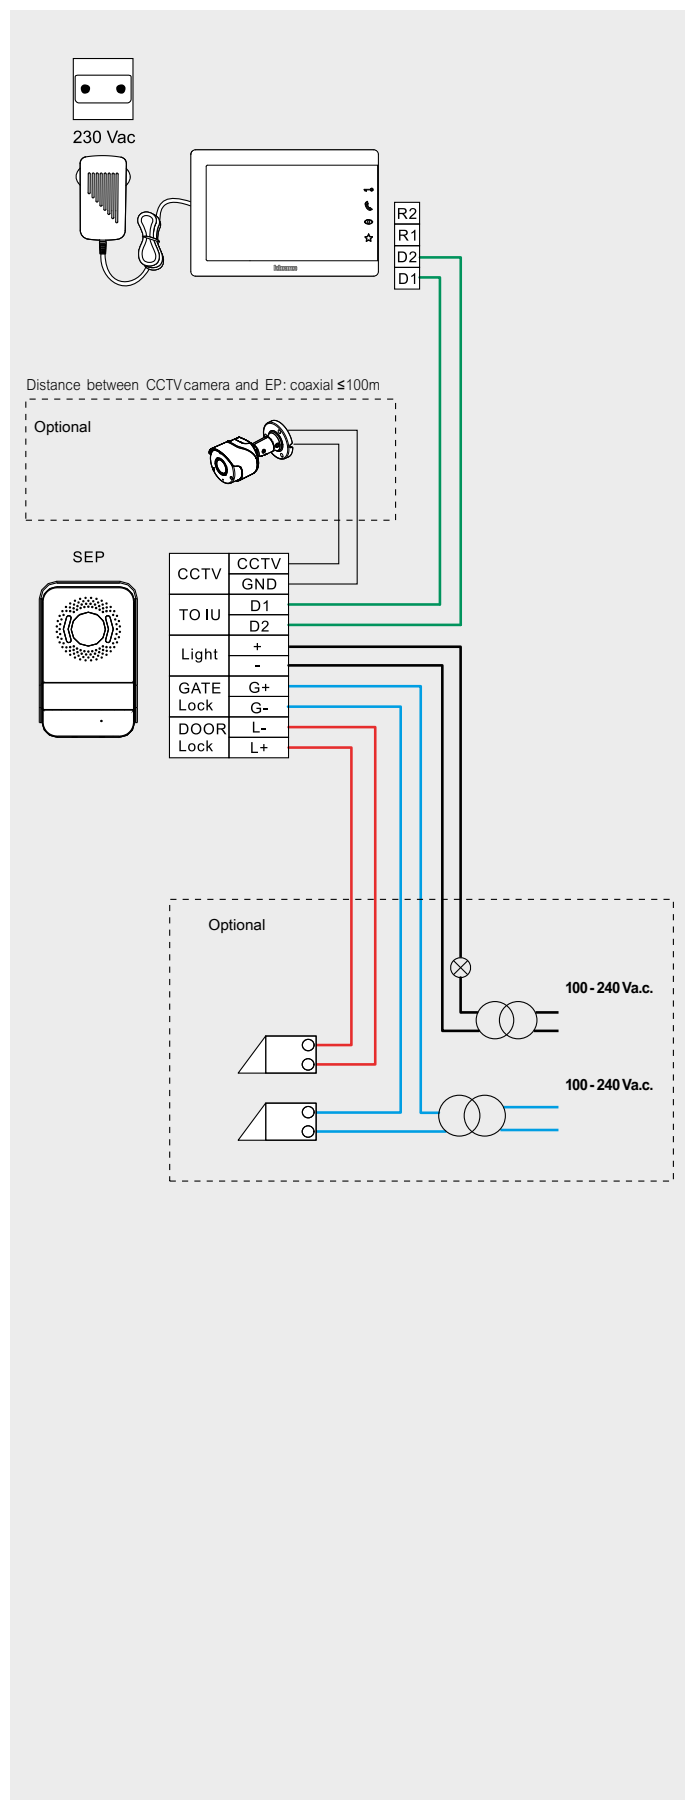 230 Vac
R2
R1
D2
D1
Distance between CCTV camera and EP: coaxial ≤100m
Optional
SEP
CCTV
CCTV
GND
TO IU
D1
D2
Light
+
-
GATE
Lock
G+
G-
DOOR
Lock
L-
L+
Optional
100 - 240 Va.c.
100 - 240 Va.c.